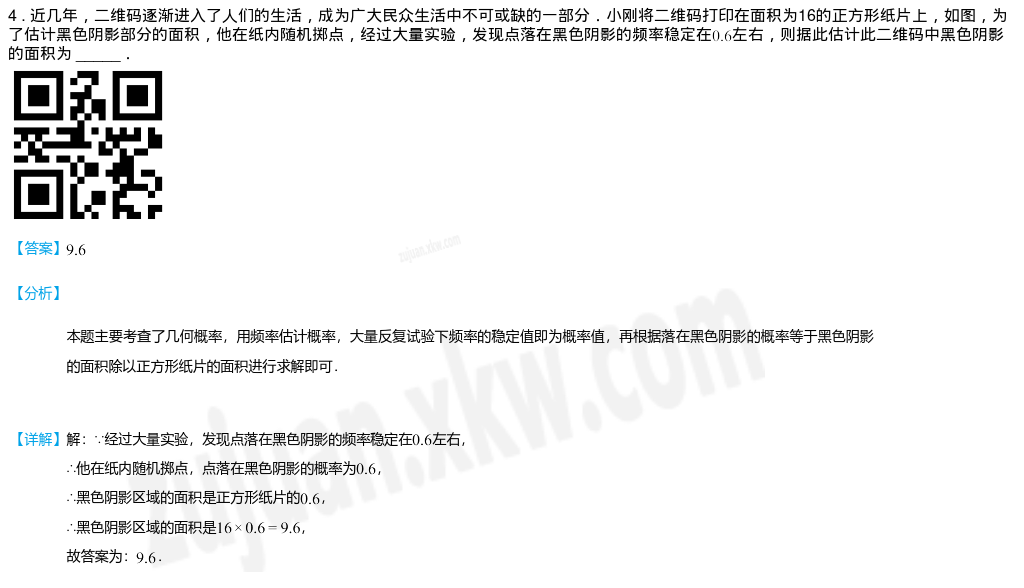 4．近几年，二维码逐渐进入了人们的生活，成为广大民众生活中不可或缺的一部分．小刚将二维码打印在面积为16的正方形纸片上，如图，为
了估计黑色阴影部分的面积，他在纸内随机掷点，经过大量实验，发现点落在黑色阴影的频率稳定在0.6左右，则据此估计此二维码中黑色阴影
的面积为 ______．
【答案】9.6
zujuan.xkw.com
【分析】
本题主要考查了几何概率，用频率估计概率，大量反复试验下频率的稳定值即为概率值，再根据落在黑色阴影的概率等于黑色阴影
的面积除以正方形纸片的面积进行求解即可．
zujuan.xkw.com
【详解】解：∵经过大量实验，发现点落在黑色阴影的频率稳定在0.6左右，
∴他在纸内随机掷点，点落在黑色阴影的概率为0.6，
∴黑色阴影区域的面积是正方形纸片的0.6，
∴黑色阴影区域的面积是16 × 0.6 = 9.6，
故答案为：9.6．